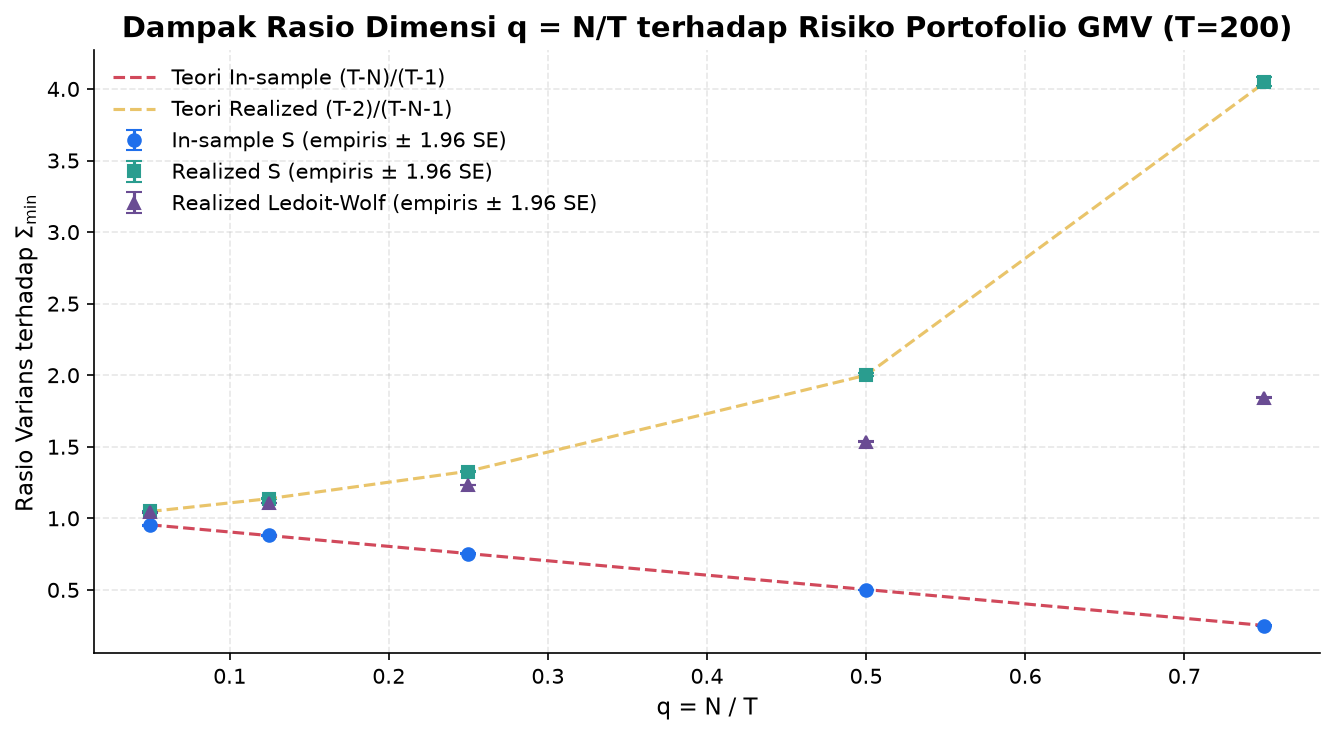 Dampak Rasio Dimensi q = N/T terhadap Risiko Portofolio GMV (T=200)
Teori In-sample (T-N)/(T-1)
Teori Realized (T-2)/(T-N-1)
In-sample S (empiris ± 1.96 SE)
Realized S (empiris ± 1.96 SE)
Realized Ledoit-Wolf (empiris ± 1.96 SE)
Rasio Varians terhadap Σmin
4.0
3.5
3.0
2.5
2.0
1.5
1.0
0.5
0.1
0.2
0.3
0.4
0.5
0.6
0.7
q = N / T